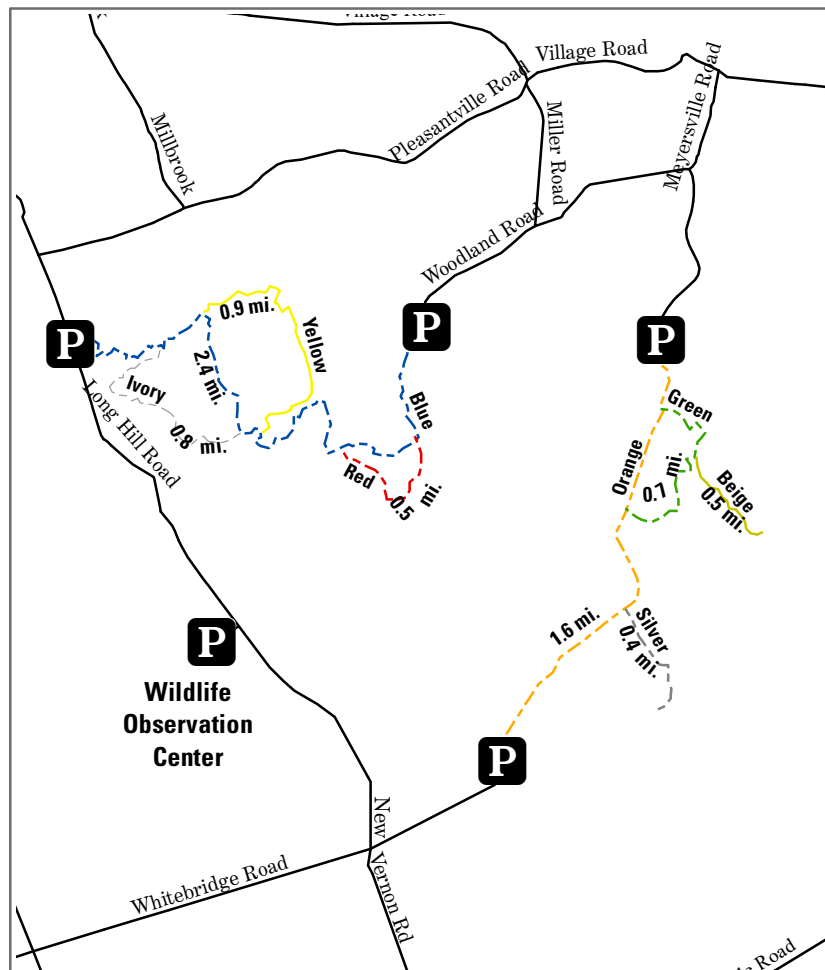 Village Road
Village Road
Pleasantville Road
Meyersville Road
Millbrook
Miller Road
Woodland Road
0.9 mi.
Yellow
P
P
P
2.4 mi.
Ivory
Blue
Green
Long Hill Road
0.8 mi.
Red
0.5 mi.
Orange
0.7 mi.
Beige
0.5 mi.
Silver
0.4 mi.
1.6 mi.
P
Wildlife
Observation
Center
P
New Vernon Rd
Whitebridge Road
Road